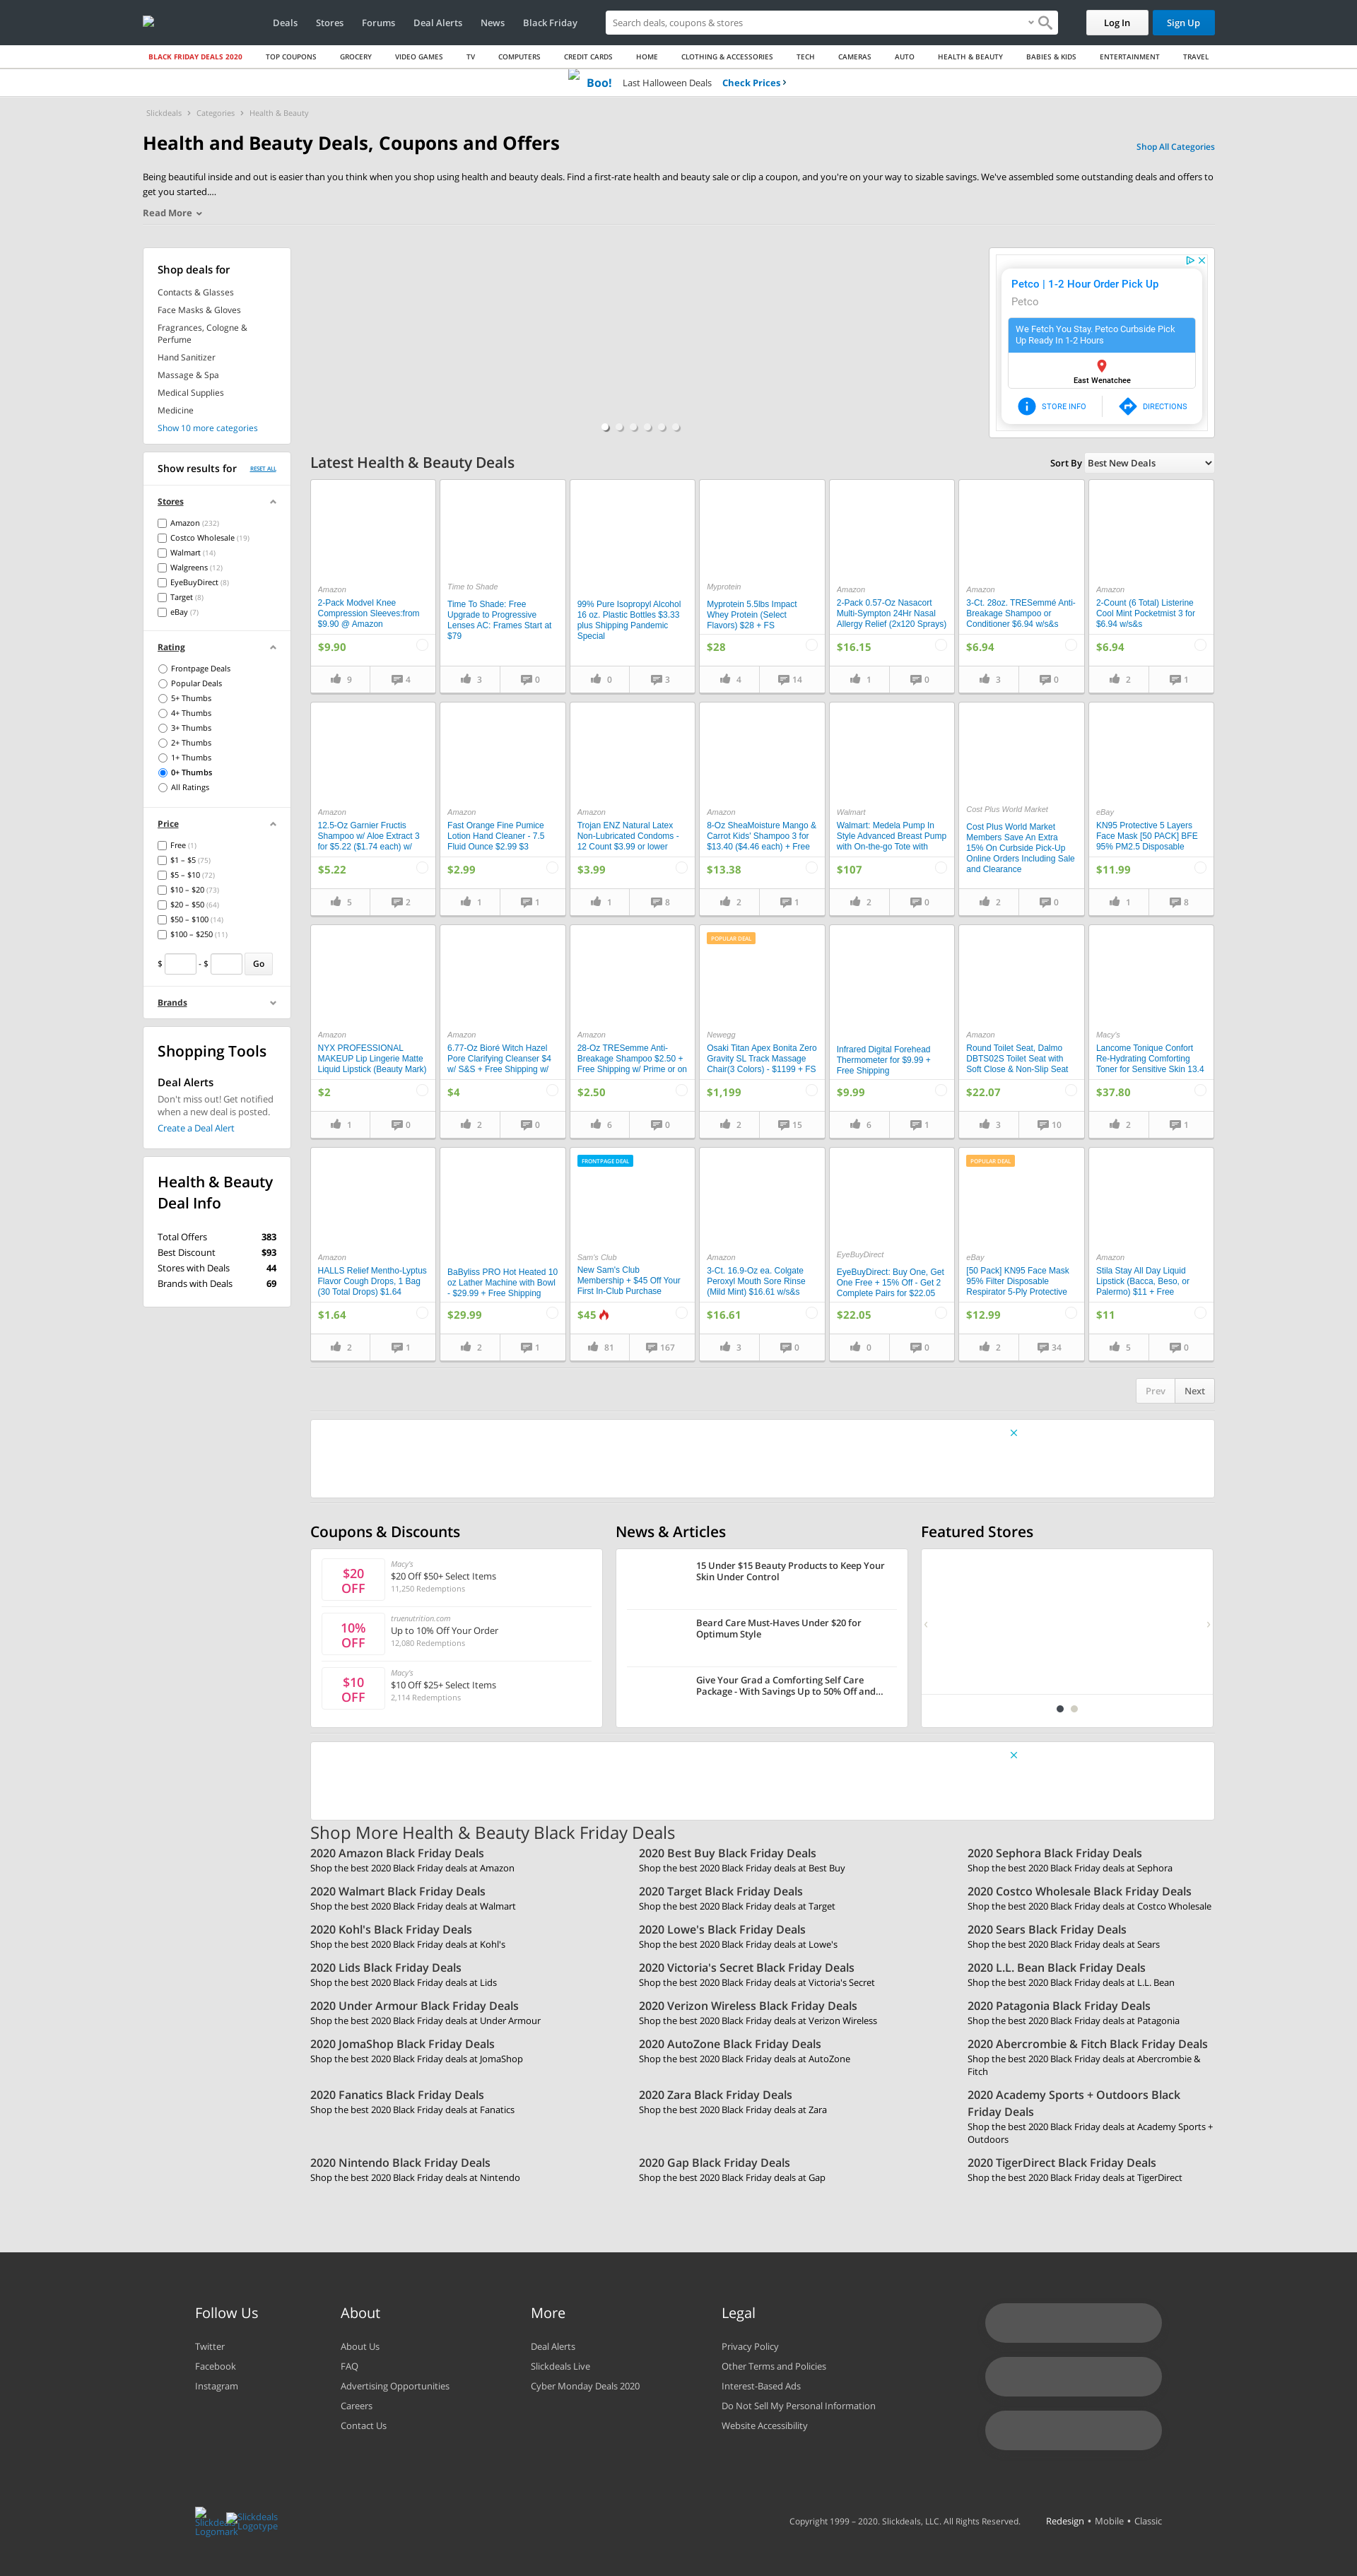 Deals Stores Forums Deal Alerts News Black Friday Search deals, coupons & stores Log In Sign Up
BLACK FRIDAY DEALS 2020 TOP COUPONS GROCERY VIDEO GAMES TV COMPUTERS CREDIT CARDS HOME CLOTHING & ACCESSORIES TECH CAMERAS AUTO HEALTH & BEAUTY BABIES & KIDS ENTERTAINMENT TRAVEL
Boo! Last Halloween Deals Check Prices
Slickdeals Categories Health & Beauty
Health and Beauty Deals, Coupons and Offers
Shop All Categories
Being beautiful inside and out is easier than you think when you shop using health and beauty deals. Find a first-rate health and beauty sale or clip a coupon, and you're on your way to sizable savings. We've assembled some outstanding deals and offers to
get you started....
Read More
Shop deals for
Contacts & Glasses
Face Masks & Gloves
Fragrances, Cologne &
Perfume
Hand Sanitizer
Massage & Spa
Medical Supplies
Medicine
Show 10 more categories
Petco | 1-2 Hour Order Pick Up
Petco
We Fetch You Stay. Petco Curbside Pick
Up Ready In 1-2 Hours
East Wenatchee
STORE INFO DIRECTIONS
Show results for RESET ALL
Stores
Amazon (232)
Costco Wholesale (19)
Walmart (14)
Walgreens (12)
EyeBuyDirect (8)
Target (8)
eBay (7)
Rating
Frontpage Deals
Popular Deals
5+ Thumbs
4+ Thumbs
3+ Thumbs
2+ Thumbs
1+ Thumbs
0+ Thumbs
All Ratings
Price
Free (1)
$1 – $5 (75)
$5 – $10 (72)
$10 – $20 (73)
$20 – $50 (64)
$50 – $100 (14)
$100 – $250 (11)
$ - $ Go
Brands
Shopping Tools
Deal Alerts
Don't miss out! Get notified
when a new deal is posted.
Create a Deal Alert
Health & Beauty
Deal Info
Total Offers 383
Best Discount $93
Stores with Deals 44
Brands with Deals 69
Latest Health & Beauty Deals
Sort By Best New Deals
Amazon
2-Pack Modvel Knee
Compression Sleeves:from
$9.90 @ Amazon
$9.90
9 4
Time to Shade
Time To Shade: Free
Upgrade to Progressive
Lenses AC: Frames Start at
$79
3 0
99% Pure Isopropyl Alcohol
16 oz. Plastic Bottles $3.33
plus Shipping Pandemic
Special
0 3
Myprotein
Myprotein 5.5lbs Impact
Whey Protein (Select
Flavors) $28 + FS
$28
4 14
Amazon
2-Pack 0.57-Oz Nasacort
Multi-Sympton 24Hr Nasal
Allergy Relief (2x120 Sprays)
$16.15
1 0
Amazon
3-Ct. 28oz. TRESemmé Anti-
Breakage Shampoo or
Conditioner $6.94 w/s&s
$6.94
3 0
Amazon
2-Count (6 Total) Listerine
Cool Mint Pocketmist 3 for
$6.94 w/s&s
$6.94
2 1
Amazon
12.5-Oz Garnier Fructis
Shampoo w/ Aloe Extract 3
for $5.22 ($1.74 each) w/
$5.22
5 2
Amazon
Fast Orange Fine Pumice
Lotion Hand Cleaner - 7.5
Fluid Ounce $2.99 $3
$2.99
1 1
Amazon
Trojan ENZ Natural Latex
Non-Lubricated Condoms -
12 Count $3.99 or lower
$3.99
1 8
Amazon
8-Oz SheaMoisture Mango &
Carrot Kids' Shampoo 3 for
$13.40 ($4.46 each) + Free
$13.38
2 1
Walmart
Walmart: Medela Pump In
Style Advanced Breast Pump
with On-the-go Tote with
$107
2 0
Cost Plus World Market
Cost Plus World Market
Members Save An Extra
15% On Curbside Pick-Up
Online Orders Including Sale
and Clearance
2 0
eBay
KN95 Protective 5 Layers
Face Mask [50 PACK] BFE
95% PM2.5 Disposable
$11.99
1 8
Amazon
NYX PROFESSIONAL
MAKEUP Lip Lingerie Matte
Liquid Lipstick (Beauty Mark)
$2
1 0
Amazon
6.77-Oz Bioré Witch Hazel
Pore Clarifying Cleanser $4
w/ S&S + Free Shipping w/
$4
2 0
Amazon
28-Oz TRESemme Anti-
Breakage Shampoo $2.50 +
Free Shipping w/ Prime or on
$2.50
6 0
POPULAR DEAL
Newegg
Osaki Titan Apex Bonita Zero
Gravity SL Track Massage
Chair(3 Colors) - $1199 + FS
$1,199
2 15
Infrared Digital Forehead
Thermometer for $9.99 +
Free Shipping
$9.99
6 1
Amazon
Round Toilet Seat, Dalmo
DBTS02S Toilet Seat with
Soft Close & Non-Slip Seat
$22.07
3 10
Macy's
Lancome Tonique Confort
Re-Hydrating Comforting
Toner for Sensitive Skin 13.4
$37.80
2 1
Amazon
HALLS Relief Mentho-Lyptus
Flavor Cough Drops, 1 Bag
(30 Total Drops) $1.64
$1.64
2 1
BaByliss PRO Hot Heated 10
oz Lather Machine with Bowl
- $29.99 + Free Shipping
$29.99
2 1
FRONTPAGE DEAL
Sam's Club
New Sam's Club
Membership + $45 Off Your
First In-Club Purchase
$45
81 167
Amazon
3-Ct. 16.9-Oz ea. Colgate
Peroxyl Mouth Sore Rinse
(Mild Mint) $16.61 w/s&s
$16.61
3 0
EyeBuyDirect
EyeBuyDirect: Buy One, Get
One Free + 15% Off - Get 2
Complete Pairs for $22.05
$22.05
0 0
POPULAR DEAL
eBay
[50 Pack] KN95 Face Mask
95% Filter Disposable
Respirator 5-Ply Protective
$12.99
2 34
Amazon
Stila Stay All Day Liquid
Lipstick (Bacca, Beso, or
Palermo) $11 + Free
$11
5 0
Prev Next
Coupons & Discounts
$20
OFF
Macy's
$20 Off $50+ Select Items
11,250 Redemptions
10%
OFF
truenutrition.com
Up to 10% Off Your Order
12,080 Redemptions
$10
OFF
Macy's
$10 Off $25+ Select Items
2,114 Redemptions
News & Articles
15 Under $15 Beauty Products to Keep Your
Skin Under Control
Beard Care Must-Haves Under $20 for
Optimum Style
Give Your Grad a Comforting Self Care
Package - With Savings Up to 50% Off and...
Featured Stores
Shop More Health & Beauty Black Friday Deals
2020 Amazon Black Friday Deals
Shop the best 2020 Black Friday deals at Amazon
2020 Best Buy Black Friday Deals
Shop the best 2020 Black Friday deals at Best Buy
2020 Sephora Black Friday Deals
Shop the best 2020 Black Friday deals at Sephora
2020 Walmart Black Friday Deals
Shop the best 2020 Black Friday deals at Walmart
2020 Target Black Friday Deals
Shop the best 2020 Black Friday deals at Target
2020 Costco Wholesale Black Friday Deals
Shop the best 2020 Black Friday deals at Costco Wholesale
2020 Kohl's Black Friday Deals
Shop the best 2020 Black Friday deals at Kohl's
2020 Lowe's Black Friday Deals
Shop the best 2020 Black Friday deals at Lowe's
2020 Sears Black Friday Deals
Shop the best 2020 Black Friday deals at Sears
2020 Lids Black Friday Deals
Shop the best 2020 Black Friday deals at Lids
2020 Victoria's Secret Black Friday Deals
Shop the best 2020 Black Friday deals at Victoria's Secret
2020 L.L. Bean Black Friday Deals
Shop the best 2020 Black Friday deals at L.L. Bean
2020 Under Armour Black Friday Deals
Shop the best 2020 Black Friday deals at Under Armour
2020 Verizon Wireless Black Friday Deals
Shop the best 2020 Black Friday deals at Verizon Wireless
2020 Patagonia Black Friday Deals
Shop the best 2020 Black Friday deals at Patagonia
2020 JomaShop Black Friday Deals
Shop the best 2020 Black Friday deals at JomaShop
2020 AutoZone Black Friday Deals
Shop the best 2020 Black Friday deals at AutoZone
2020 Abercrombie & Fitch Black Friday Deals
Shop the best 2020 Black Friday deals at Abercrombie &
Fitch
2020 Fanatics Black Friday Deals
Shop the best 2020 Black Friday deals at Fanatics
2020 Zara Black Friday Deals
Shop the best 2020 Black Friday deals at Zara
2020 Academy Sports + Outdoors Black
Friday Deals
Shop the best 2020 Black Friday deals at Academy Sports +
Outdoors
2020 Nintendo Black Friday Deals
Shop the best 2020 Black Friday deals at Nintendo
2020 Gap Black Friday Deals
Shop the best 2020 Black Friday deals at Gap
2020 TigerDirect Black Friday Deals
Shop the best 2020 Black Friday deals at TigerDirect
Follow Us
Twitter
Facebook
Instagram
About
About Us
FAQ
Advertising Opportunities
Careers
Contact Us
More
Deal Alerts
Slickdeals Live
Cyber Monday Deals 2020
Legal
Privacy Policy
Other Terms and Policies
Interest-Based Ads
Do Not Sell My Personal Information
Website Accessibility
Slickdeals
Logomark
Slickdeals
Logotype
Copyright 1999 – 2020. Slickdeals, LLC. All Rights Reserved. Redesign • Mobile • Classic